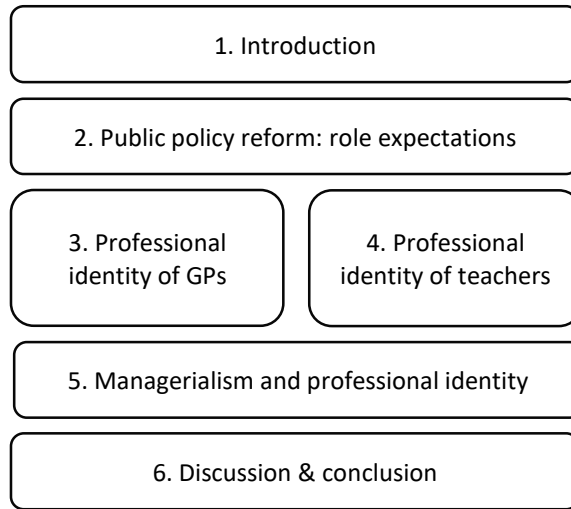 1. Introduction
2. Public policy reform: role expectations
3. Professional
identity of GPs
4. Professional
identity of teachers
5. Managerialism and professional identity
6. Discussion & conclusion